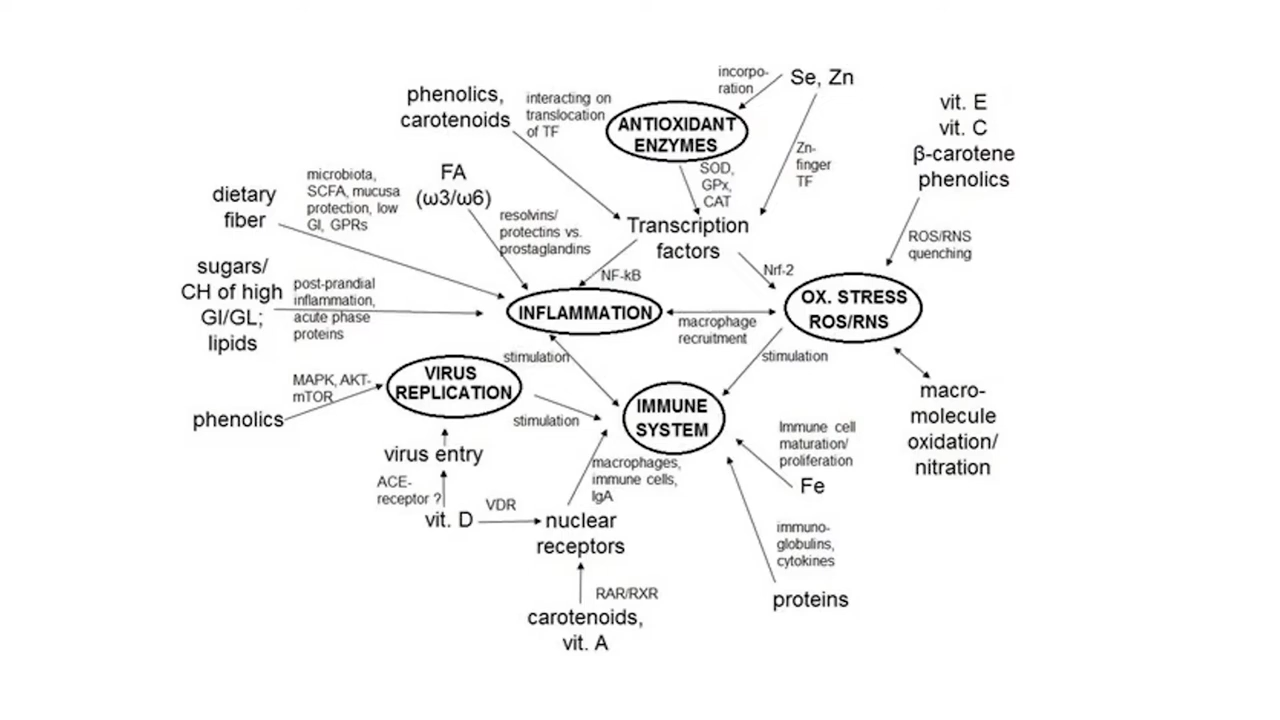 phenolics,
carotenoids
interacting on
translocation
of TF
incorpo-
ration
Se, Zn
ANTIOXIDANT
ENZYMES
SOD,
GPx,
CAT
Zn-
finger
TF
vit. E
vit. C
β-carotene
phenolics
ROS/RNS
quenching
dietary
fiber
microbiota,
SCFA, mucusa
protection, low
GI, GPRs
FA
(ω3/ω6)
resolvins/
protectins vs.
prostaglandins
Transcription
factors
NF-kB
Nrf-2
sugars/
CH of high
GI/GL;
lipids
post-prandial
inflammation,
acute phase
proteins
INFLAMMATION
macrophage
recruitment
OX. STRESS
ROS/RNS
stimulation
stimulation
macro-
molecule
oxidation/
nitration
phenolics
MAPK, AKT-
mTOR
VIRUS
REPLICATION
stimulation
IMMUNE
SYSTEM
virus entry
ACE-
receptor ?
vit. D
VDR
nuclear
receptors
macrophages,
immune cells,
IgA
RAR/RXR
carotenoids,
vit. A
Immune cell
maturation/
proliferation
Fe
immuno-
globulins,
cytokines
proteins